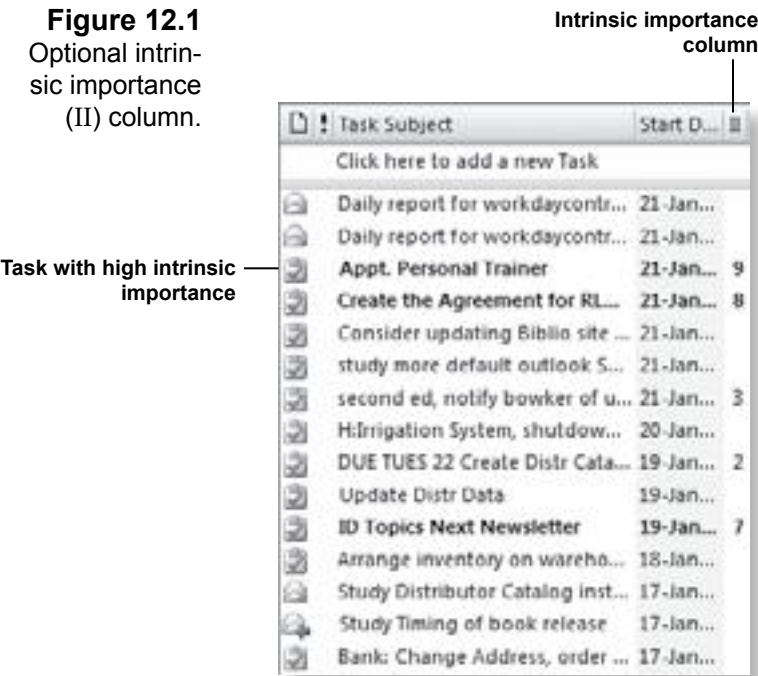 Figure 12.1
Optional intrin-
sic importance
(II) column.
Intrinsic importance
column
! Task Subject Start D... II
Click here to add a new Task
Daily report for workdaycontr... 21-Jan...
Daily report for workdaycontr... 21-Jan...
Task with high intrinsic
importance
Appt. Personal Trainer 21-Jan... 9
Create the Agreement for RL... 21-Jan... 8
Consider updating Biblio site ... 21-Jan...
study more default outlook S... 21-Jan...
second ed, notify bowker of u... 21-Jan... 3
H:Irrigation System, shutdow... 20-Jan...
DUE TUES 22 Create Distr Cata... 19-Jan... 2
Update Distr Data 19-Jan...
ID Topics Next Newsletter 19-Jan... 7
Arrange inventory on wareho... 18-Jan...
Study Distributor Catalog inst... 17-Jan...
Study Timing of book release 17-Jan...
Bank: Change Address, order ... 17-Jan...